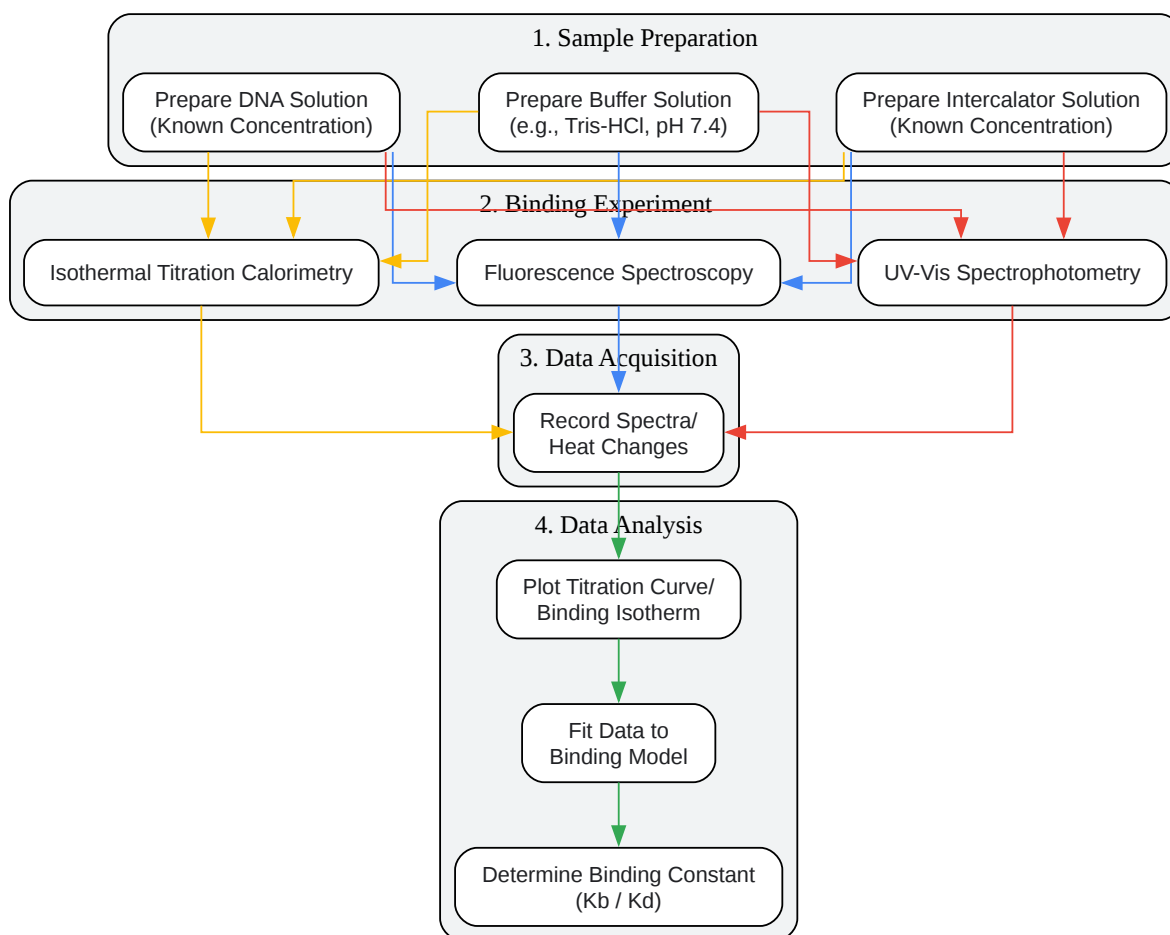 1. Sample Preparation
Prepare DNA Solution
(Known Concentration)
Prepare Buffer Solution
(e.g., Tris-HCl, pH 7.4)
Prepare Intercalator Solution
(Known Concentration)
2. Binding Experiment
Isothermal Titration Calorimetry
Fluorescence Spectroscopy
UV-Vis Spectrophotometry
3. Data Acquisition
Record Spectra/
Heat Changes
4. Data Analysis
Plot Titration Curve/
Binding Isotherm
Fit Data to
Binding Model
Determine Binding Constant
(Kb / Kd)